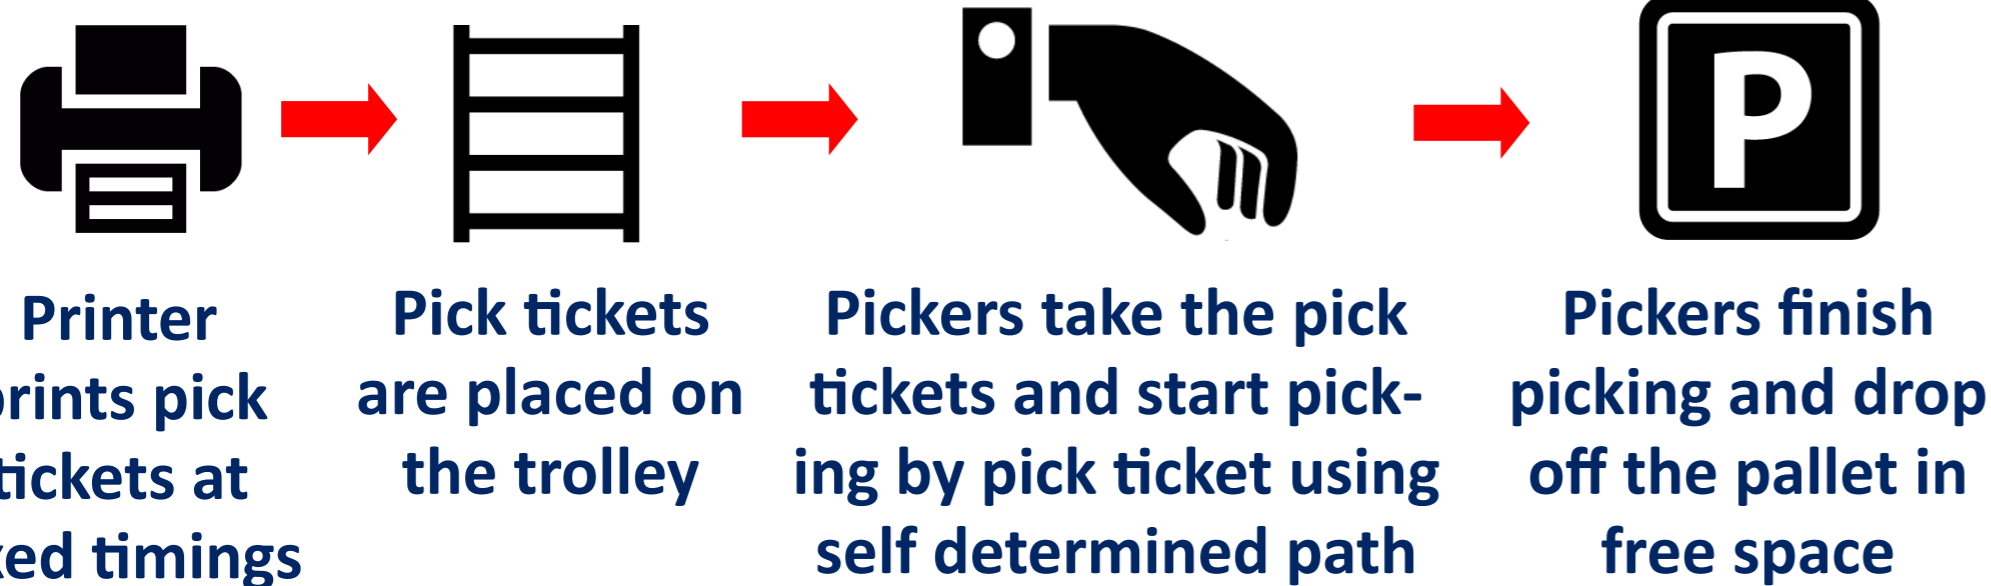 P
Printer
prints pick
tickets at
timings
Pick tickets
are placed on
the trolley
Pickers take the pick
tickets and start pick-
ing by pick ticket using
self determined path
Pickers finish
picking and drop
off the pallet in
free space